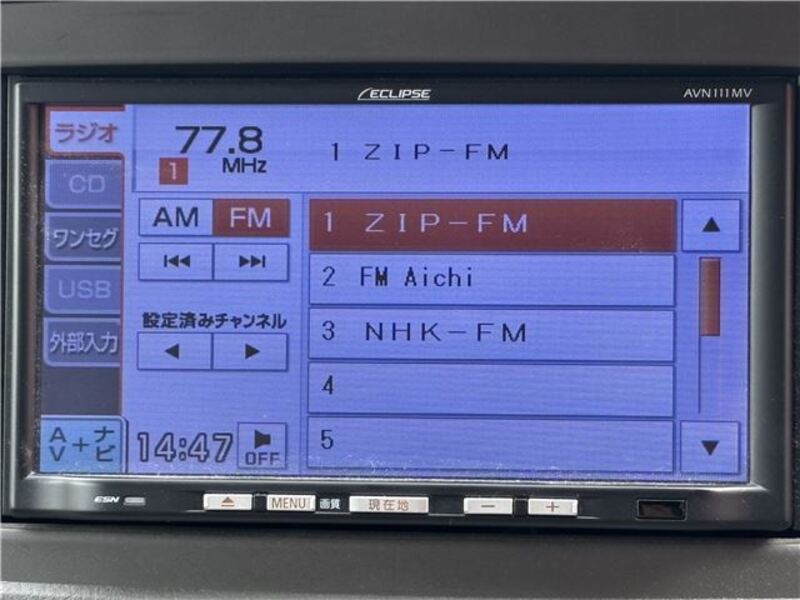 ECLIPSE
AVN111MV
ラジオ
CD
ワンセグ
USB
外部入力
AV+ナビ
77.8
MHz
1
1 ZIP-FM
AM
FM
設定済みチャンネル
1 ZIP-FM
2 FM Aichi
3 NHK-FM
4
5
14:47
OFF
ESN
MENU
画質
現在地